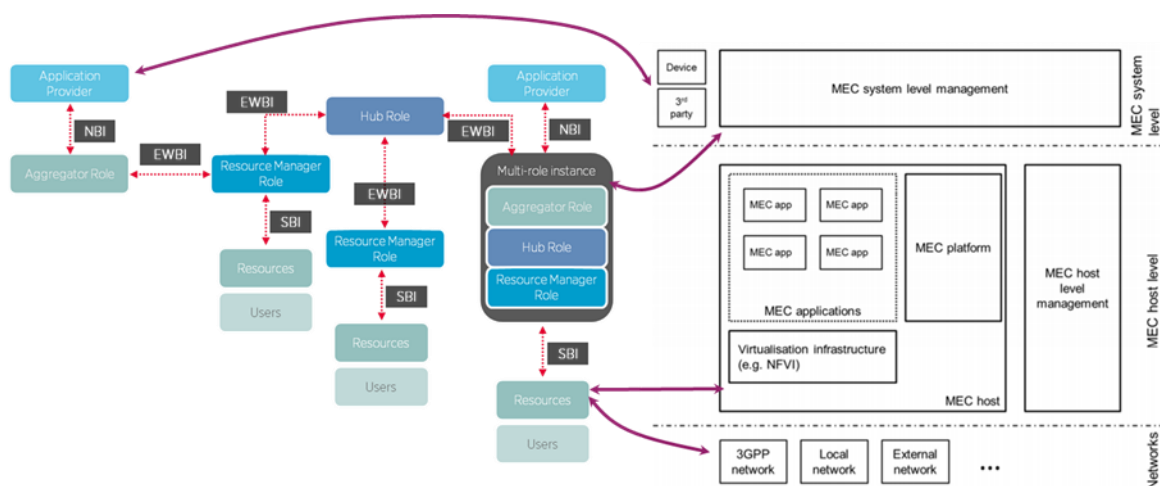 Application
Provider
NBI
Aggregator Role
EWBI
EWBI
Resource Manager
Role
SBI
Resources
Users
Hub Role
EWBI
EWBI
Resource Manager
Role
SBI
Resources
Users
Application
Provider
NBI
Multi-role instance
Aggregator Role
Hub Role
Resource Manager
Role
SBI
Resources
Users
Device
3rd
party
MEC system level management
MEC system
level
MEC app
MEC app
MEC app
MEC app
MEC applications
MEC platform
Virtualisation infrastructure
(e.g. NFVI)
MEC host
MEC host
level
management
MEC host level
3GPP
network
Local
network
External
network
...
Networks